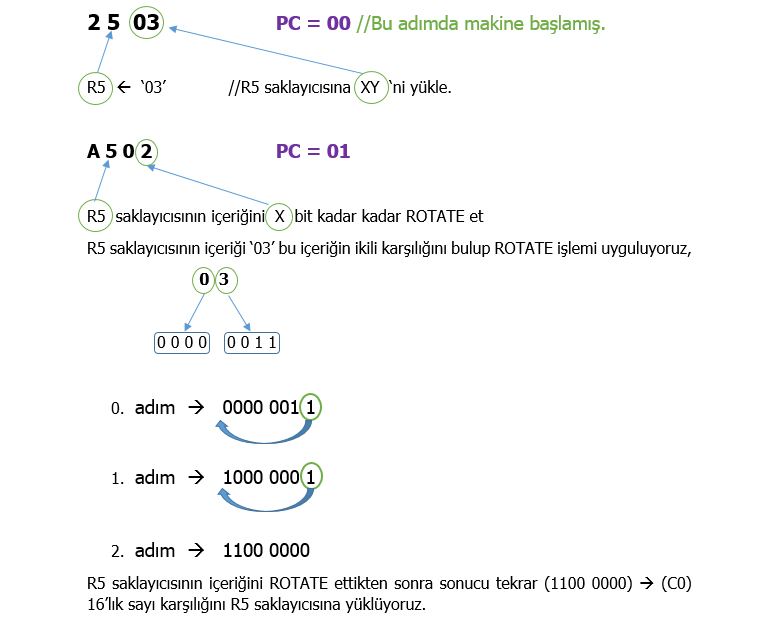 2 5 03 PC = 00 //Bu adımda makine başlamış.
R5 ← ‘03’ //R5 saklayıcısına XY ‘ni yükle.
A 5 0 2 PC = 01
R5 saklayıcısının içeriğini X bit kadar kadar ROTATE et
R5 saklayıcısının içeriği ‘03’ bu içeriğin ikili karşılığını bulup ROTATE işlemi uyguluyoruz,
0 3
0 0 0 0 0 0 1 1
0. adım → 0000 0011
1. adım → 1000 0001
2. adım → 1100 0000
R5 saklayıcısının içeriğini ROTATE ettikten sonra sonucu tekrar (1100 0000) → (C0)
16’lık sayı karşılığını R5 saklayıcısına yüklüyoruz.